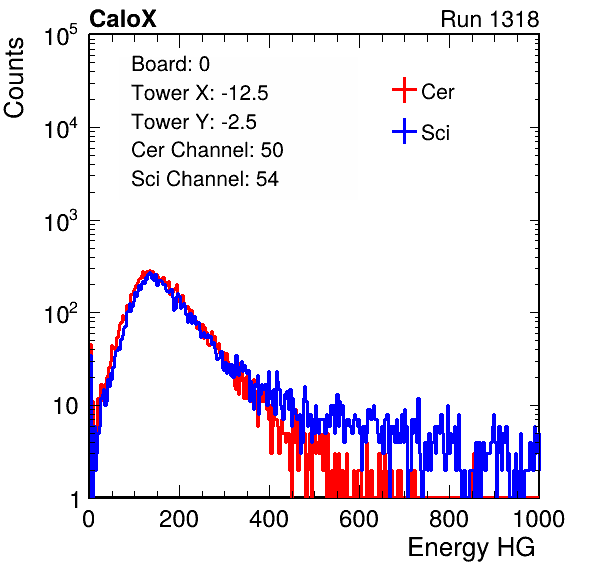 CaloX Run 1318
Counts
Board: 0
Tower X: -12.5
Tower Y: -2.5
Cer Channel: 50
Sci Channel: 54
Cer
Sci
10^5
10^4
10^3
10^2
10
1
0 200 400 600 800 1000
Energy HG